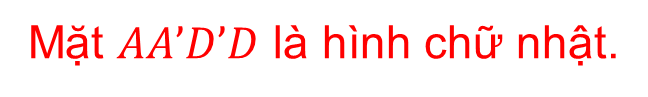 Mặt AA’D’D là hình chữ nhật.